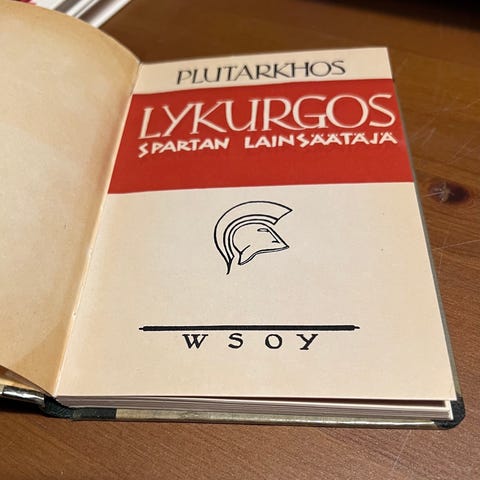 PLUTARKHOS
LYKURGOS
SPARTAN LAINSÄÄTÄJÄ
WSOY